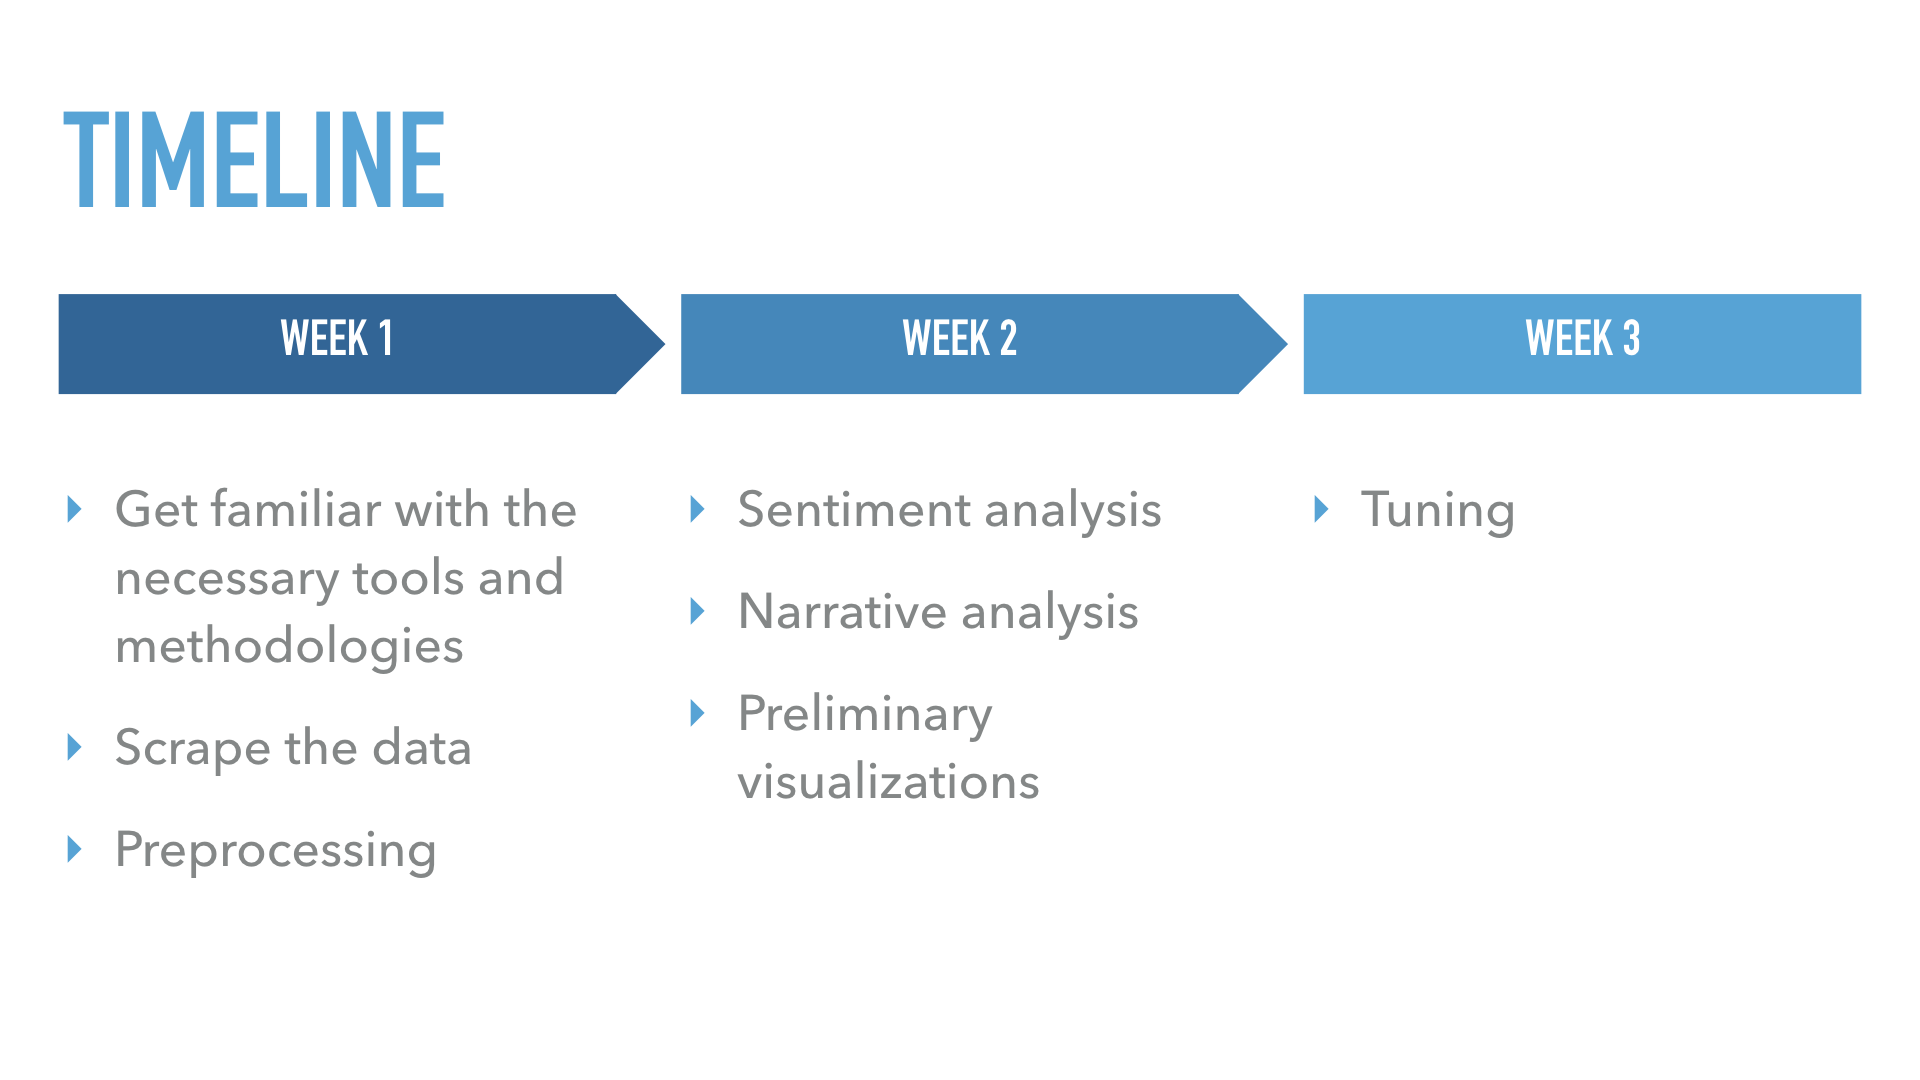 TIMELINE
WEEK 1
WEEK 2
WEEK 3
Get familiar with the
necessary tools and
methodologies
Scrape the data
Preprocessing
Sentiment analysis
Narrative analysis
Preliminary
visualizations
Tuning